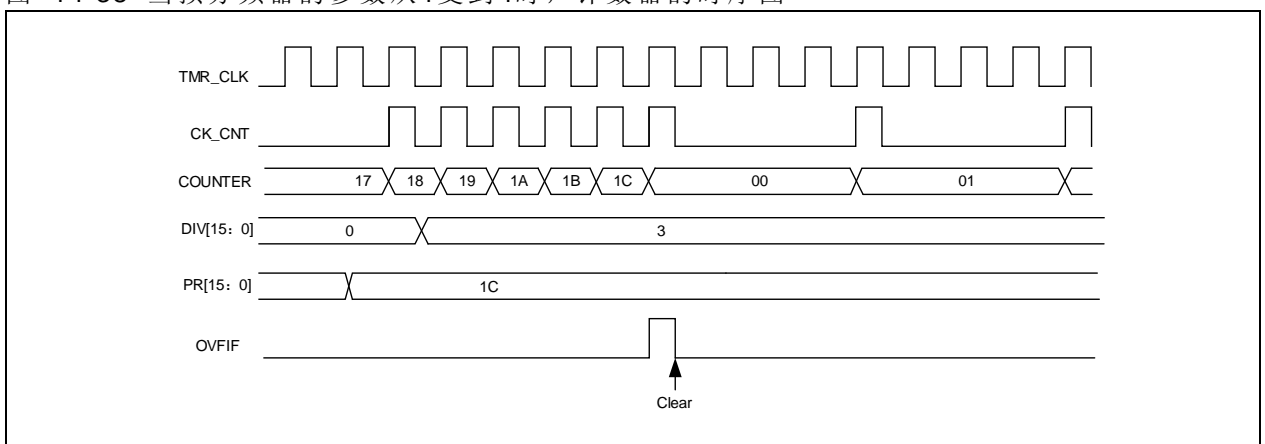 TMR_CLK
CK_CNT
COUNTER 17 18 19 1A 1B 1C 00 01
DIV[15：0] 0 3
PR[15：0] 1C
OVFIF
Clear